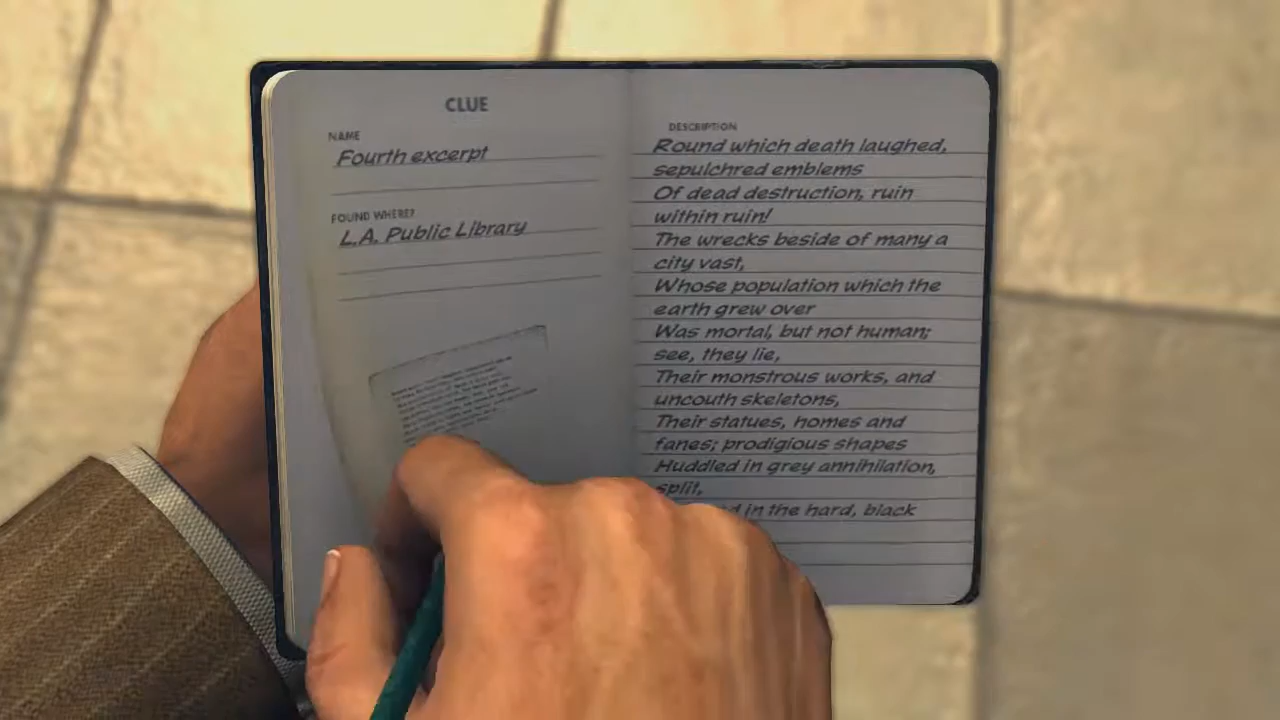 CLUE
NAME
Fourth excerpt
FOUND WHERE?
L.A. Public Library
DESCRIPTION
Round which death laughed,
sepulchred emblems
Of dead destruction, ruin
within ruin!
The wrecks beside of many a
city vast,
Whose population which the
earth grew over
Was mortal, but not human;
see, they lie,
Their monstrous works, and
uncouth skeletons,
Their statues, homes and
fanes; prodigious shapes
Huddled in grey annihilation,
split,
in the hard, black